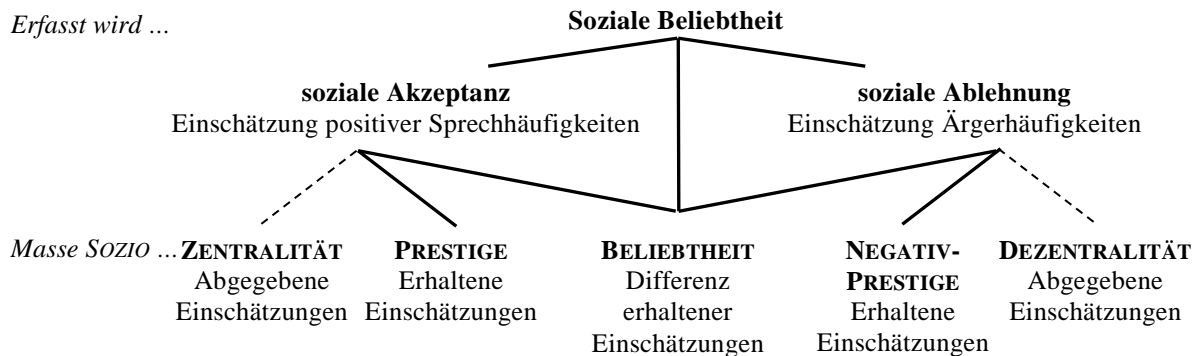 Erfasst wird ...
Soziale Beliebtheit
soziale Akzeptanz
Einschätzung positiver Sprechhäufigkeiten
soziale Ablehnung
Einschätzung Ärgerhäufigkeiten
Masse SOZIO ...
ZENTRALITÄT
Abgegebene
Einschätzungen
PRESTIGE
Erhaltene
Einschätzungen
BELIEBTHEIT
Differenz
erhaltener
Einschätzungen
NEGATIV-
PRESTIGE
Erhaltene
Einschätzungen
DEZENTRALITÄT
Abgegebene
Einschätzungen